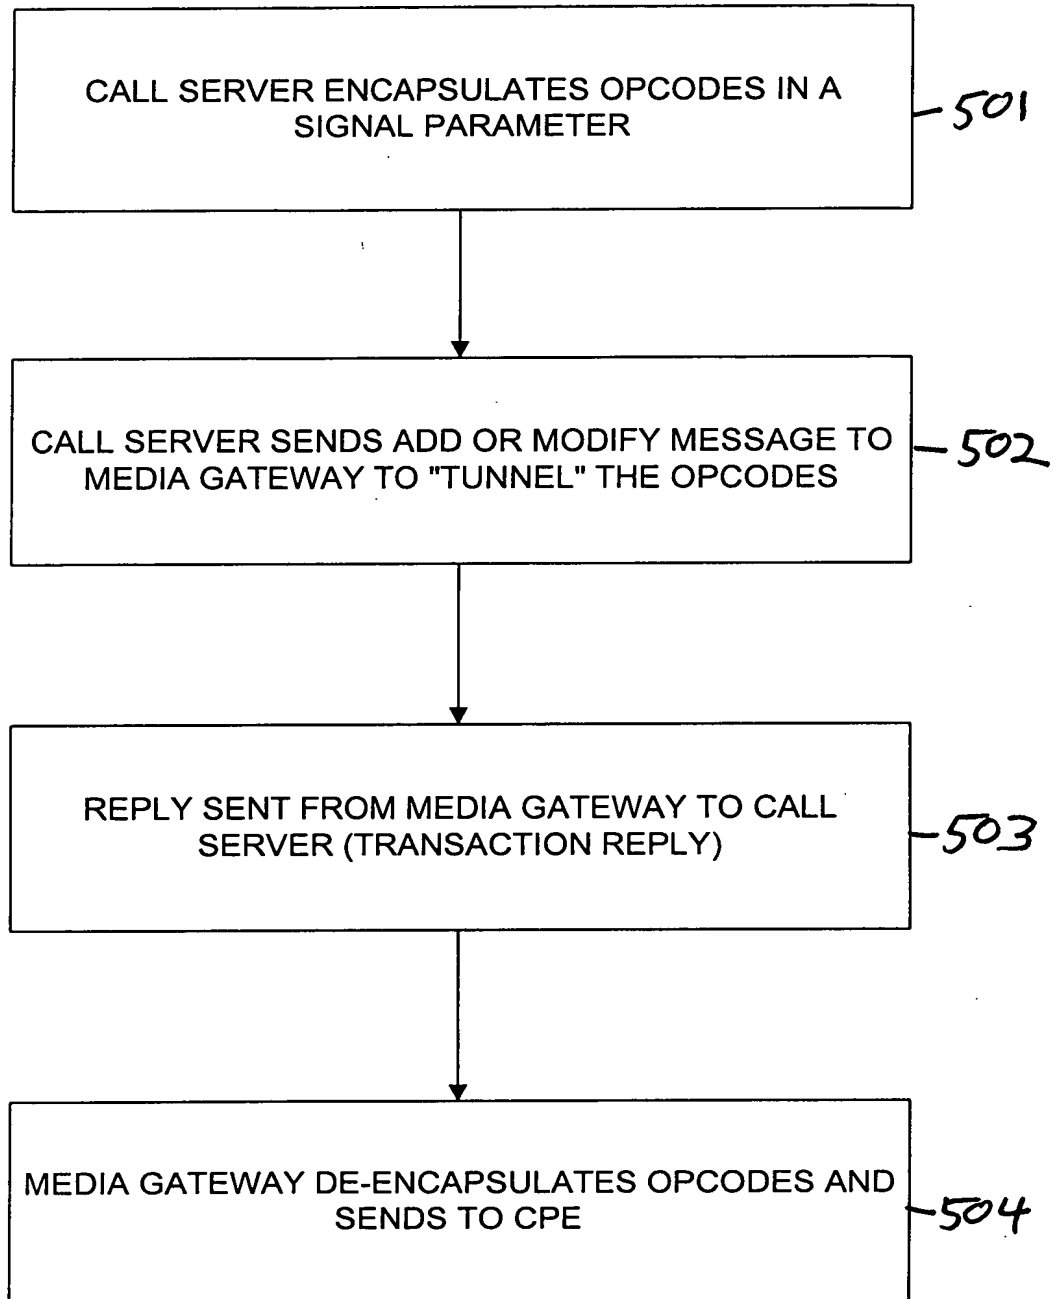 CALL SERVER ENCAPSULATES OPCODES IN A
SIGNAL PARAMETER
501
CALL SERVER SENDS ADD OR MODIFY MESSAGE TO
MEDIA GATEWAY TO "TUNNEL" THE OPCODES
502
REPLY SENT FROM MEDIA GATEWAY TO CALL
SERVER (TRANSACTION REPLY)
503
MEDIA GATEWAY DE-ENCAPSULATES OPCODES AND
SENDS TO CPE
504